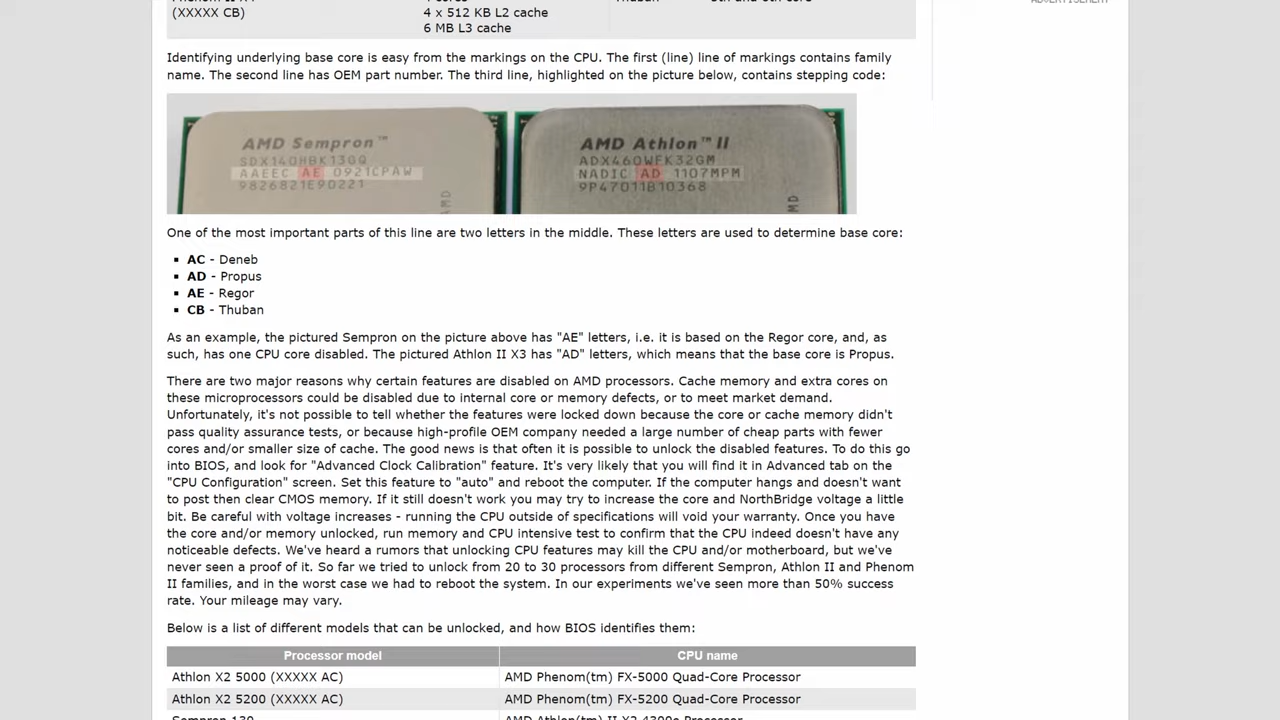 (XXXXX CB)
4 x 512 KB L2 cache
6 MB L3 cache
ADVERTISEMENT
Identifying underlying base core is easy from the markings on the CPU. The first (line) line of markings contains family
name. The second line has OEM part number. The third line, highlighted on the picture below, contains stepping code:
AMD Sempron™
SDX140HBK13GQ
AAEEC AE 0921CPAW
9826821E90221
AMD
AMD Athlon™ II
ADX460WFK32GM
NADIC AD 1107MPM
9P47011B10368
AMD
One of the most important parts of this line are two letters in the middle. These letters are used to determine base core:
▪ AC - Deneb
▪ AD - Propus
▪ AE - Regor
▪ CB - Thuban
As an example, the pictured Sempron on the picture above has "AE" letters, i.e. it is based on the Regor core, and, as
such, has one CPU core disabled. The pictured Athlon II X3 has "AD" letters, which means that the base core is Propus.
There are two major reasons why certain features are disabled on AMD processors. Cache memory and extra cores on
these microprocessors could be disabled due to internal core or memory defects, or to meet market demand.
Unfortunately, it's not possible to tell whether the features were locked down because the core or cache memory didn't
pass quality assurance tests, or because high-profile OEM company needed a large number of cheap parts with fewer
cores and/or smaller size of cache. The good news is that often it is possible to unlock the disabled features. To do this go
into BIOS, and look for "Advanced Clock Calibration" feature. It's very likely that you will find it in Advanced tab on the
"CPU Configuration" screen. Set this feature to "auto" and reboot the computer. If the computer hangs and doesn't want
to post then clear CMOS memory. If it still doesn't work you may try to increase the core and NorthBridge voltage a little
bit. Be careful with voltage increases - running the CPU outside of specifications will void your warranty. Once you have
the core and/or memory unlocked, run memory and CPU intensive test to confirm that the CPU indeed doesn't have any
noticeable defects. We've heard a rumors that unlocking CPU features may kill the CPU and/or motherboard, but we've
never seen a proof of it. So far we tried to unlock from 20 to 30 processors from different Sempron, Athlon II and Phenom
II families, and in the worst case we had to reboot the system. In our experiments we've seen more than 50% success
rate. Your mileage may vary.
Below is a list of different models that can be unlocked, and how BIOS identifies them:
Processor model CPU name
Athlon X2 5000 (XXXXX AC) AMD Phenom(tm) FX-5000 Quad-Core Processor
Athlon X2 5200 (XXXXX AC) AMD Phenom(tm) FX-5200 Quad-Core Processor
Sempron 130 AMD Athlon(tm) II X2 4300e Processor